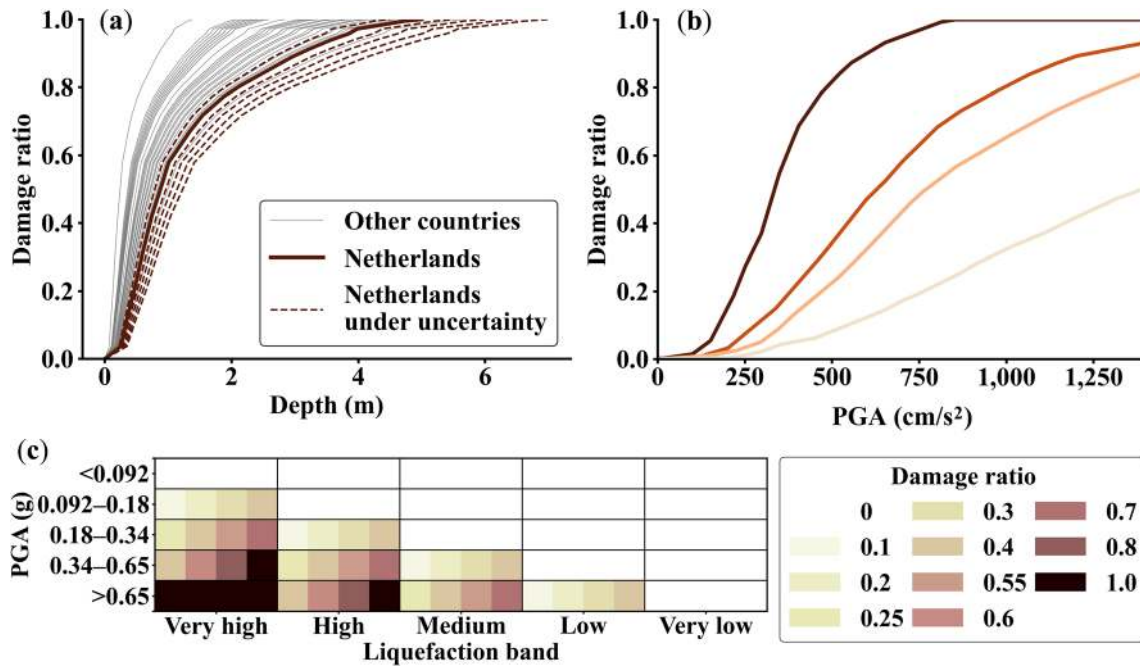 (a)
1.0
0.8
0.6
0.4
0.2
0.0
Damage ratio
0
2
4
6
Depth (m)
Other countries
Netherlands
Netherlands
under uncertainty
(b)
1.0
0.8
0.6
0.4
0.2
0.0
Damage ratio
0
250
500
750
1,000
1,250
PGA (cm/s²)
(c)
PGA (g)
<0.092
0.092–0.18
0.18–0.34
0.34–0.65
>0.65
Very high
High
Medium
Low
Very low
Liquefaction band
Damage ratio
0
0.1
0.2
0.25
0.3
0.4
0.55
0.6
0.7
0.8
1.0